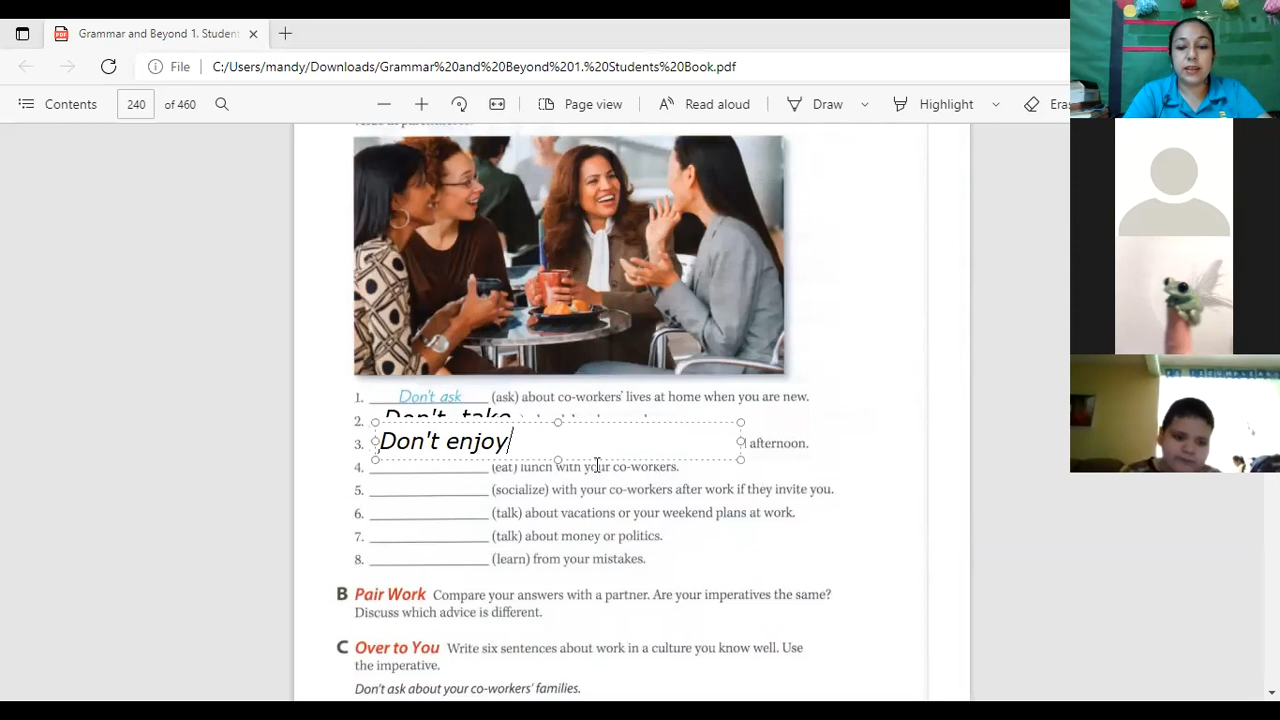 Grammar and Beyond 1. Student
File C:/Users/mandy/Downloads/Grammar%20and%20Beyond%201.%20Students%20Book.pdf
Contents 240 of 460 Page view Read aloud Draw Highlight Eras
1. Don't ask (ask) about co-workers' lives at home when you are new.
2. Don't take
3. Don't enjoy afternoon.
4. (eat) lunch with your co-workers.
5. (socialize) with your co-workers after work if they invite you.
6. (talk) about vacations or your weekend plans at work.
7. (talk) about money or politics.
8. (learn) from your mistakes.
B Pair Work Compare your answers with a partner. Are your imperatives the same?
Discuss which advice is different.
C Over to You Write six sentences about work in a culture you know well. Use
the imperative.
Don't ask about your co-workers' families.